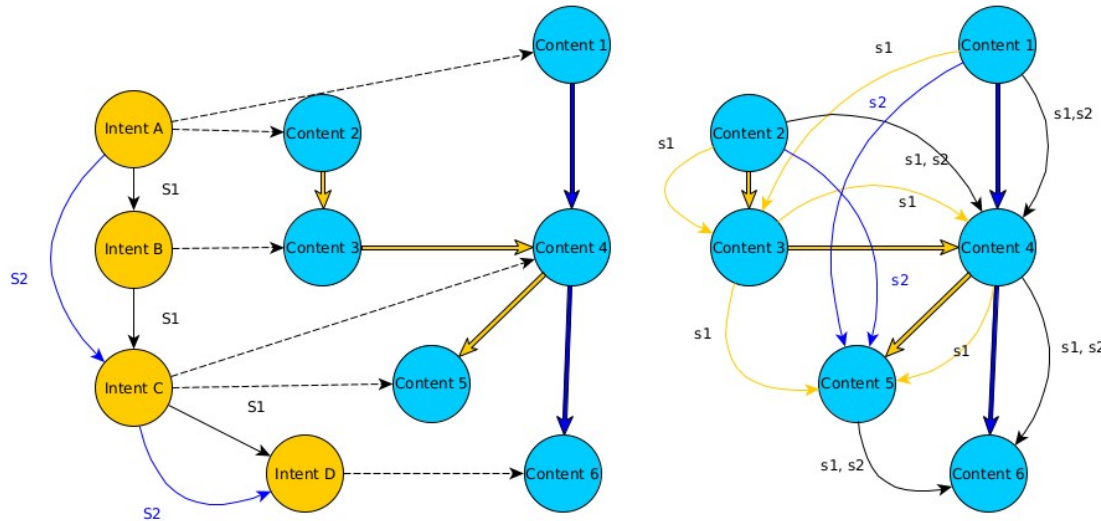 Content 1
Intent A
Content 2
S1
Intent B
Content 3
Content 4
S2
S1
Intent C
S1
Content 5
Intent D
Content 6
S2
Content 1
s1
s2
s1,s2
Content 2
s1
s1, s2
s1
Content 3
Content 4
s2
s1
s1
s1, s2
Content 5
s1, s2
Content 6